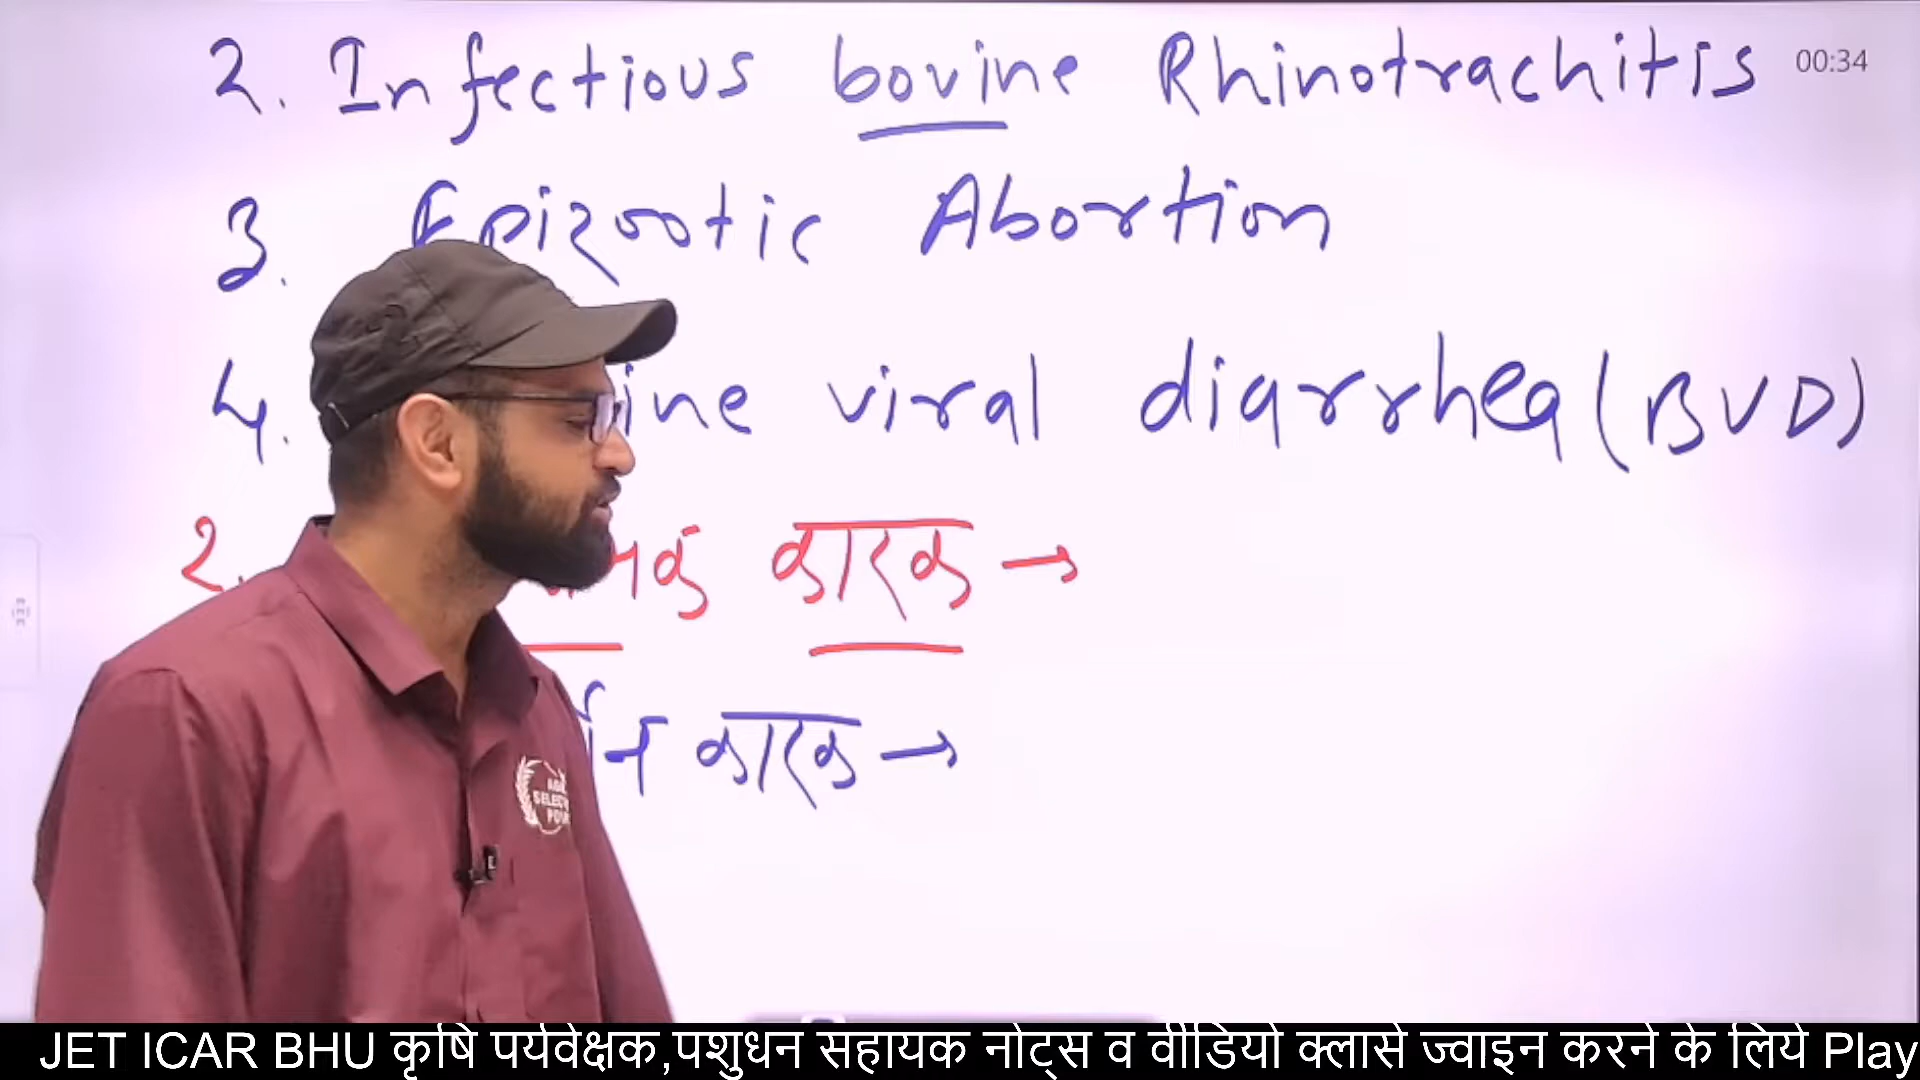 2. Infectious bovine Rhinotrachitis
00:34
3. Epizootic Abortion
4. viral diarrhea (BVD)
2. कारक →
कारक →
JET ICAR BHU कृषि पर्यवेक्षक,पशुधन सहायक नोट्स व वीडियो क्लासे ज्वाइन करने के लिये Play